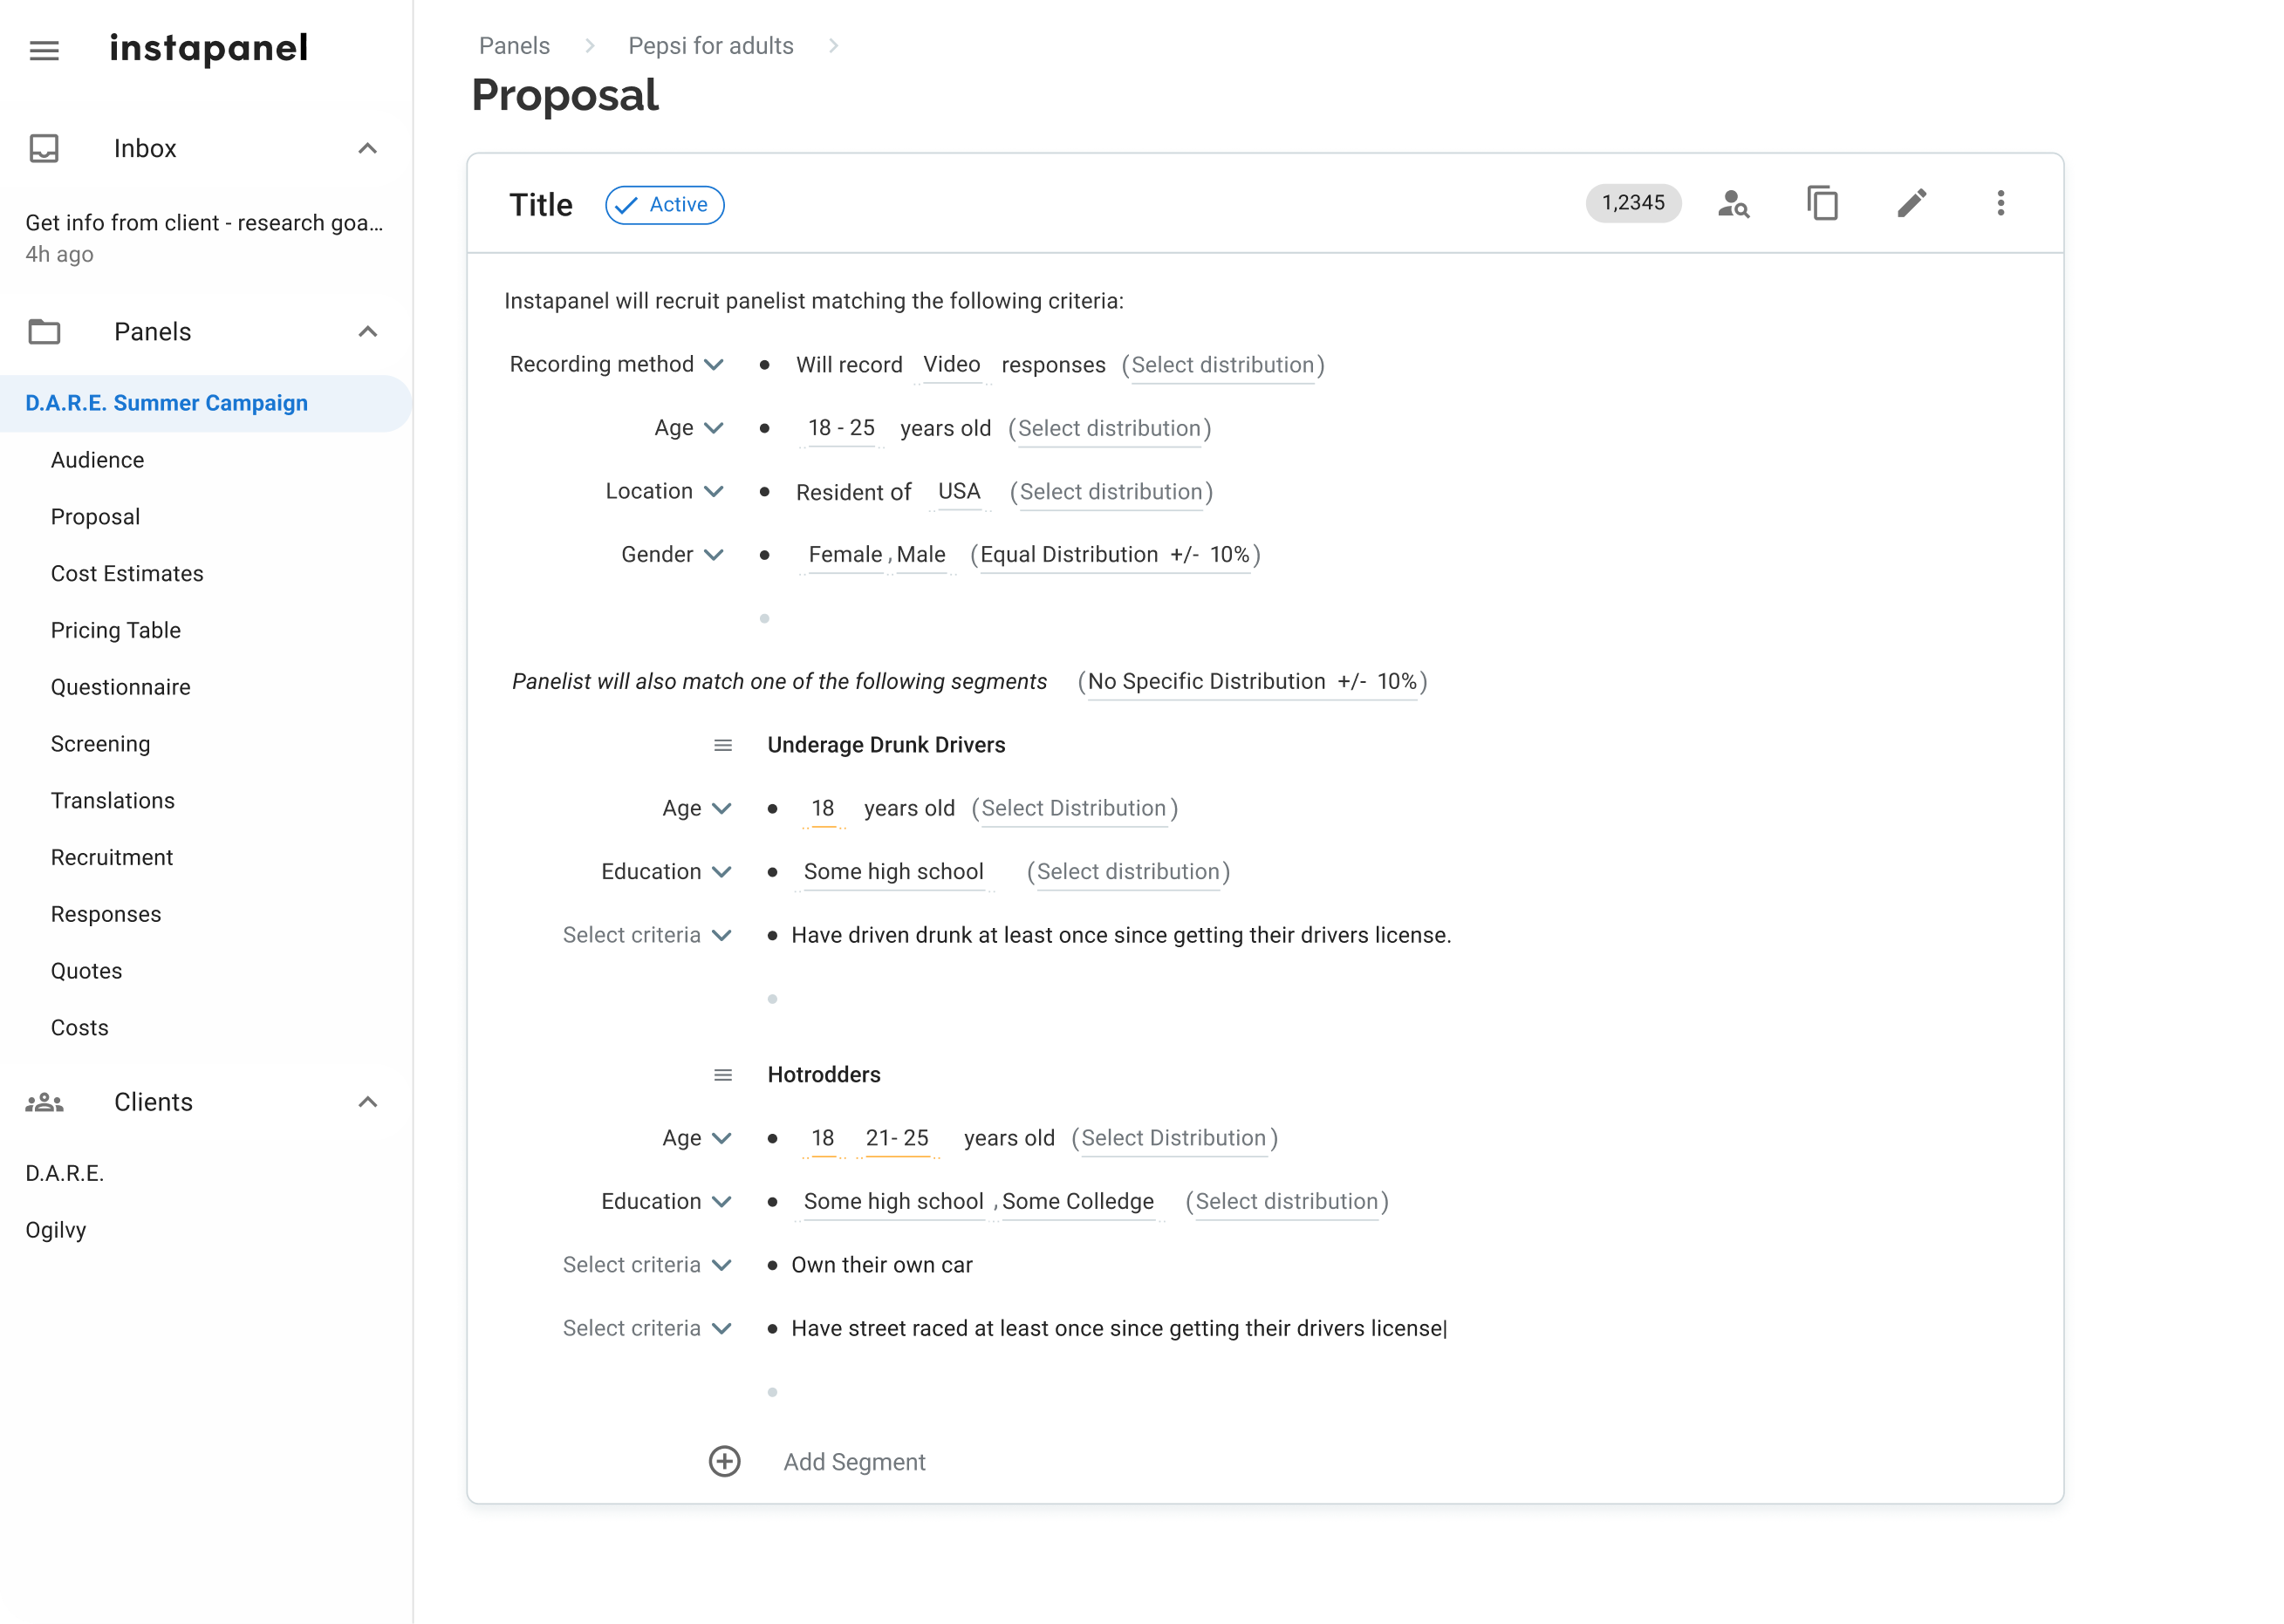 instapanel
Inbox
Get info from client - research goa...
4h ago
Panels
D.A.R.E. Summer Campaign
Audience
Proposal
Cost Estimates
Pricing Table
Questionnaire
Screening
Translations
Recruitment
Responses
Quotes
Costs
Clients
D.A.R.E.
Ogilvy
Panels > Pepsi for adults >
Proposal
Title Active 1,2345
Instapanel will recruit panelist matching the following criteria:
Recording method • Will record Video responses (Select distribution)
Age • 18 - 25 years old (Select distribution)
Location • Resident of USA (Select distribution)
Gender • Female , Male (Equal Distribution +/- 10%)
•
Panelist will also match one of the following segments (No Specific Distribution +/- 10%)
Underage Drunk Drivers
Age • 18 years old (Select Distribution)
Education • Some high school (Select distribution)
Select criteria • Have driven drunk at least once since getting their drivers license.
•
Hotrodders
Age • 18 21- 25 years old (Select Distribution)
Education • Some high school , Some Colledge (Select distribution)
Select criteria • Own their own car
Select criteria • Have street raced at least once since getting their drivers license
•
Add Segment